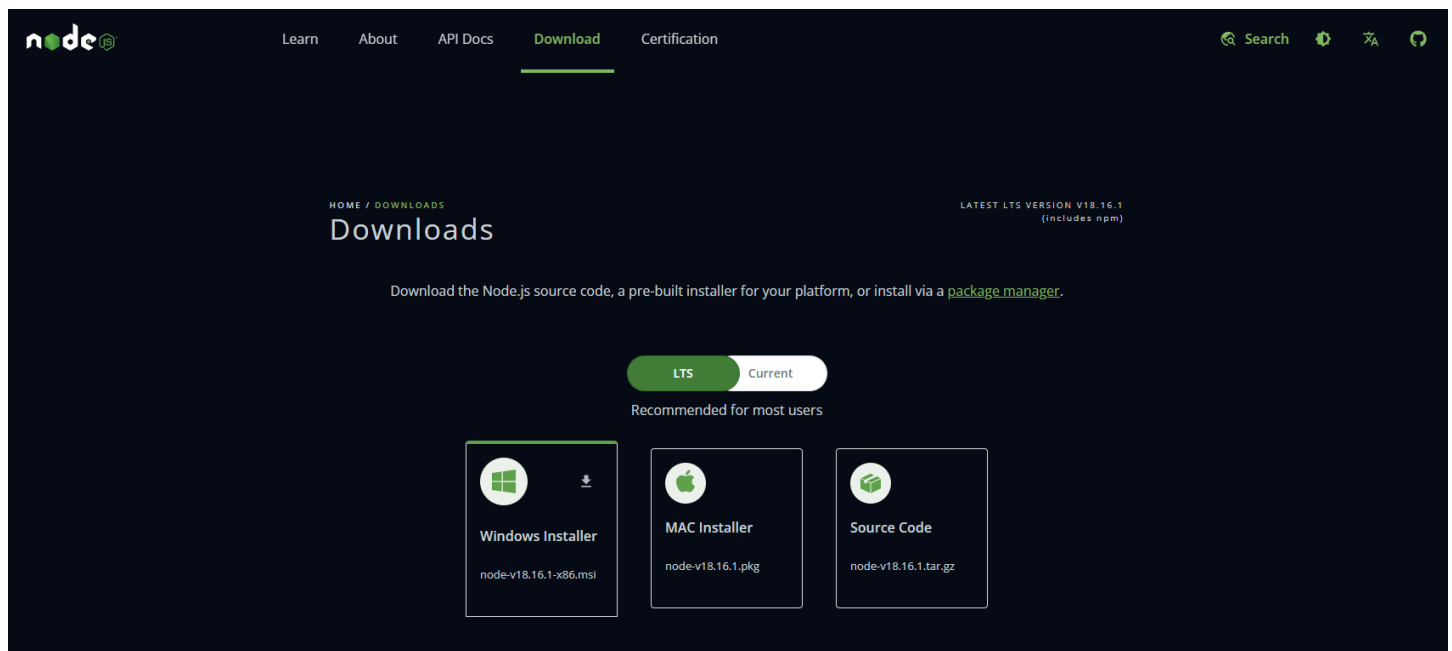 node JS
Learn About API Docs Download Certification Search
HOME / DOWNLOADS
Downloads
LATEST LTS VERSION V18.16.1
(includes npm)
Download the Node.js source code, a pre-built installer for your platform, or install via a package manager.
LTS Current
Recommended for most users
Windows Installer
node-v18.16.1-x86.msi
MAC Installer
node-v18.16.1.pkg
Source Code
node-v18.16.1.tar.gz